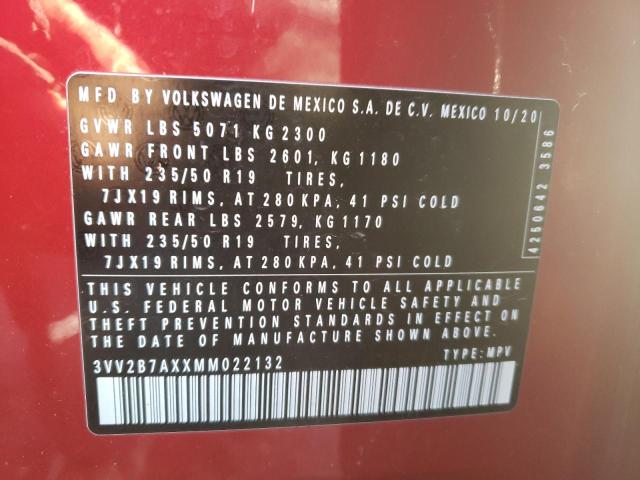 MFD. BY VOLKSWAGEN DE MEXICO S.A. DE C.V. MEXICO 10/20
GVWR LBS 5071 KG 2300
GAWR FRONT LBS 2601, KG 1180
WITH 235/50 R19 TIRES,
7JX19 RIMS, AT 280 KPA, 41 PSI COLD
GAWR REAR LBS 2579, KG 1170
WITH 235/50 R19 TIRES,
7JX19 RIMS, AT 280 KPA, 41 PSI COLD
THIS VEHICLE CONFORMS TO ALL APPLICABLE
U.S. FEDERAL MOTOR VEHICLE SAFETY AND
THEFT PREVENTION STANDARDS IN EFFECT ON
THE DATE OF MANUFACTURE SHOWN ABOVE.
3VV2B7AXXMM022132 TYPE: MPV
4250642 3586